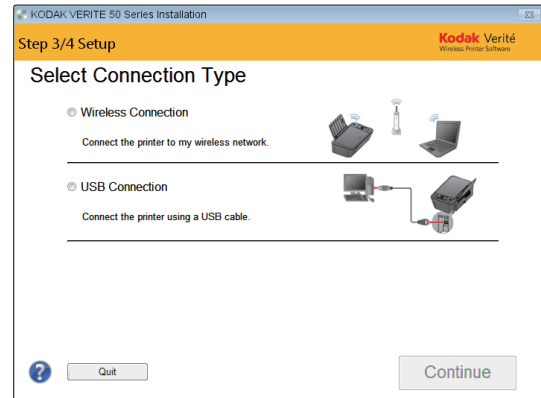 KODAK VERITE 50 Series Installation
Step 3/4 Setup
Kodak Verité
Wireless Printer Software
Select Connection Type
Wireless Connection
Connect the printer to my wireless network.
USB Connection
Connect the printer using a USB cable.
?
Quit
Continue